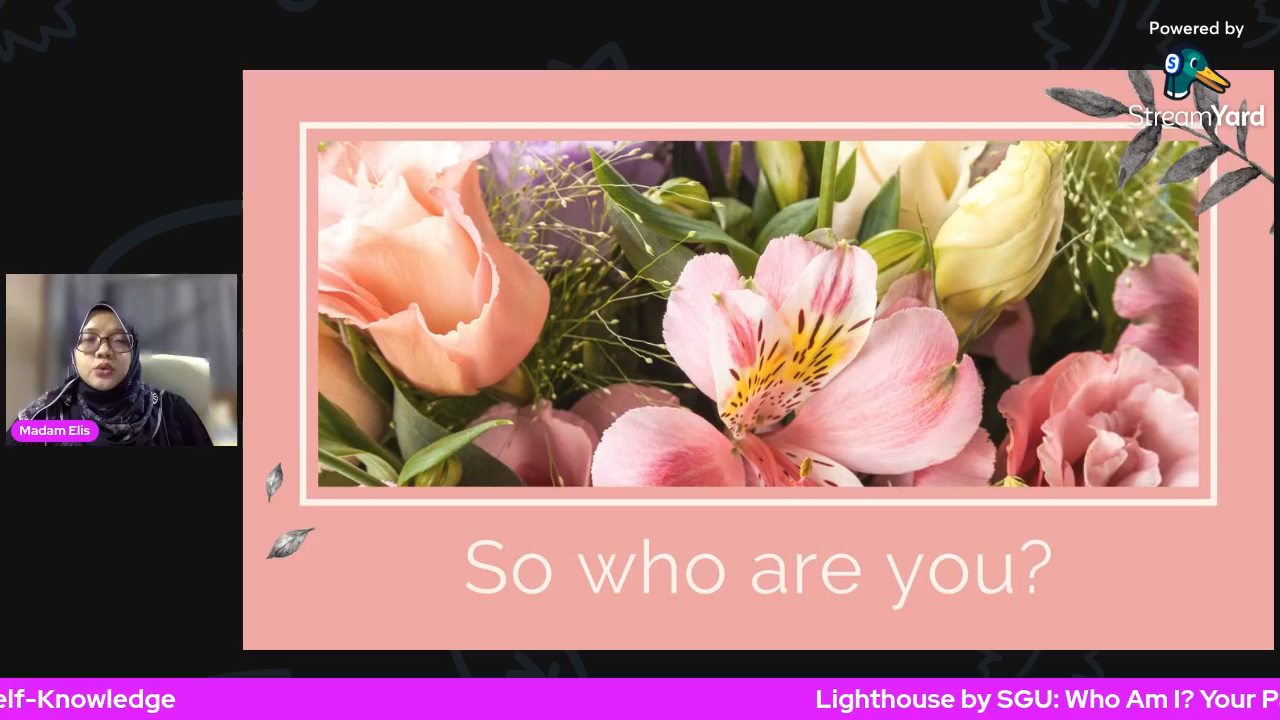 Powered by
StreamYard
Madam Elis
So who are you?
elf-Knowledge
Lighthouse by SGU: Who Am I? Your P